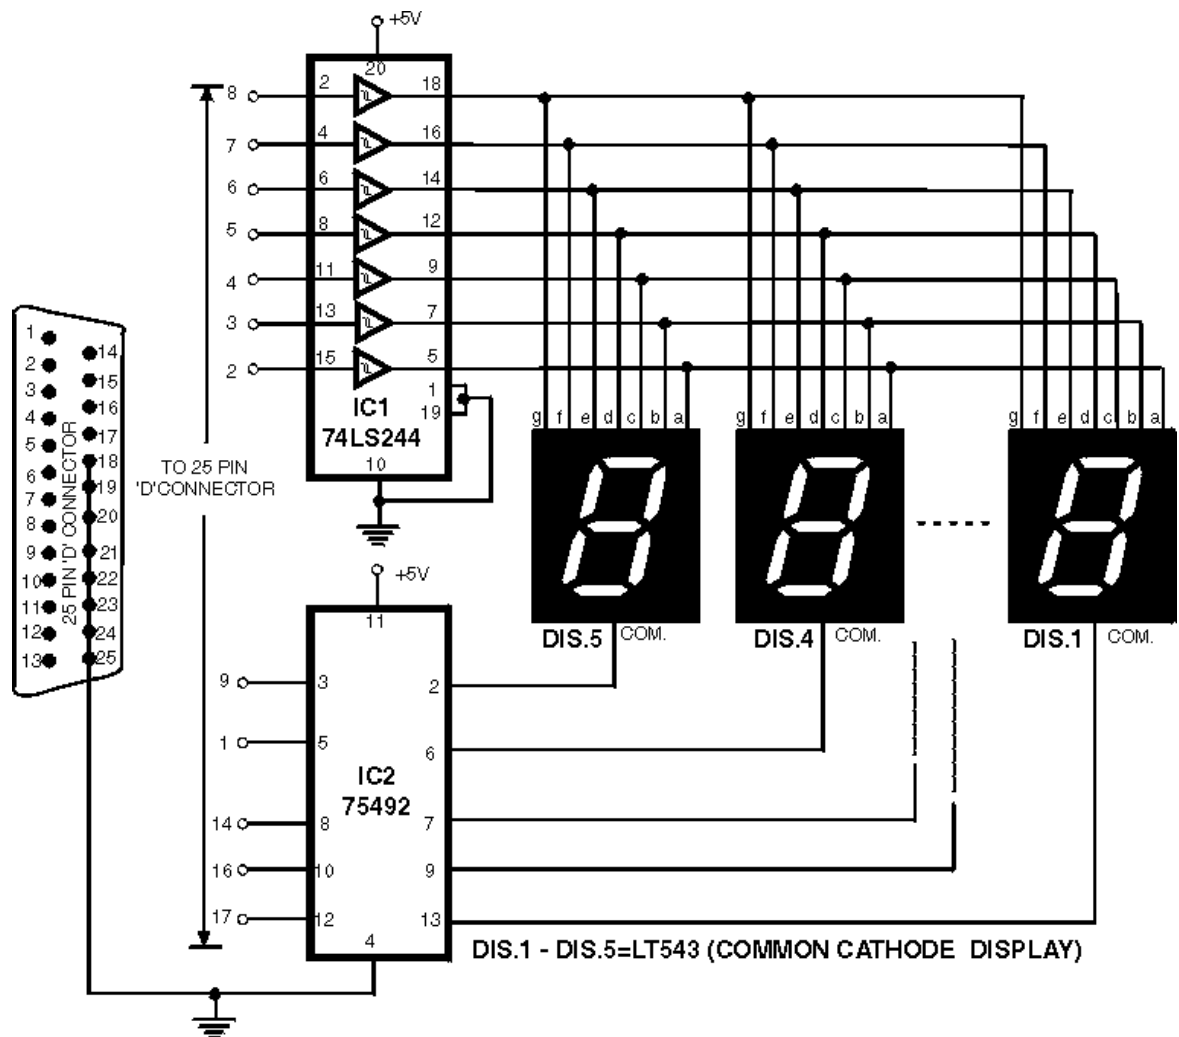 +5V
20
8 2 18
7 4 16
6 6 14
5 8 12
4 11 9
3 13 7
2 15 5
1
19
IC1
74LS244
10
g f e d c b a
g f e d c b a
g f e d c b a
1
2
3
4
5
6
7
8
9
10
11
12
13
14
15
16
17
18
19
20
21
22
23
24
25
25 PIN 'D' CONNECTOR
TO 25 PIN
'D'CONNECTOR
+5V
11
DIS.5 COM.
DIS.4 COM.
DIS.1 COM.
9 3 2
1 5 6
IC2
75492
14 8 7
16 10 9
17 12 13
4
DIS.1 - DIS.5=LT543 (COMMON CATHODE DISPLAY)